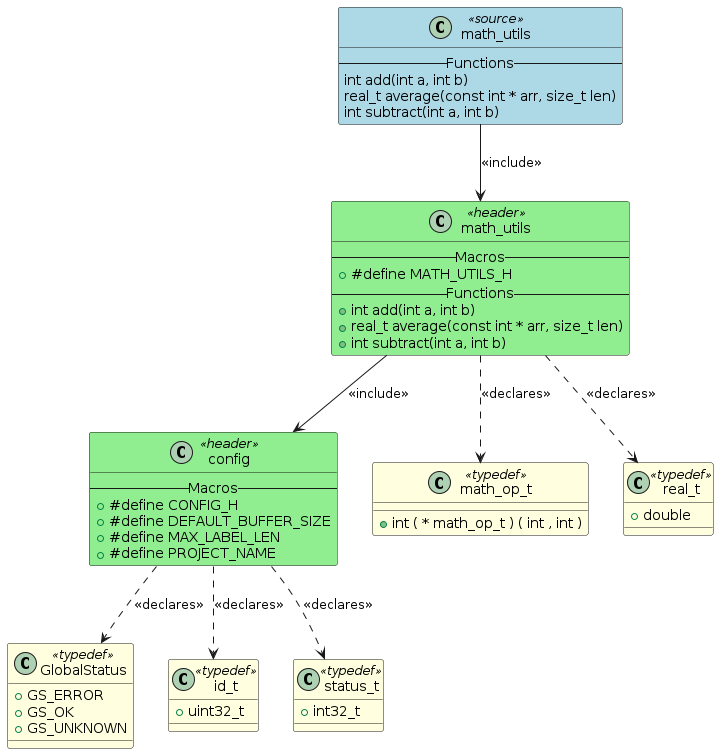 C «source»
math_utils
Functions
int add(int a, int b)
real_t average(const int * arr, size_t len)
int subtract(int a, int b)
«include»
C «header»
math_utils
Macros
#define MATH_UTILS_H
Functions
int add(int a, int b)
real_t average(const int * arr, size_t len)
int subtract(int a, int b)
«include»
«declares»
«declares»
C «header»
config
Macros
#define CONFIG_H
#define DEFAULT_BUFFER_SIZE
#define MAX_LABEL_LEN
#define PROJECT_NAME
C «typedef»
math_op_t
int ( * math_op_t ) ( int , int )
C «typedef»
real_t
double
«declares»
«declares»
«declares»
C «typedef»
GlobalStatus
GS_ERROR
GS_OK
GS_UNKNOWN
C «typedef»
id_t
uint32_t
C «typedef»
status_t
int32_t